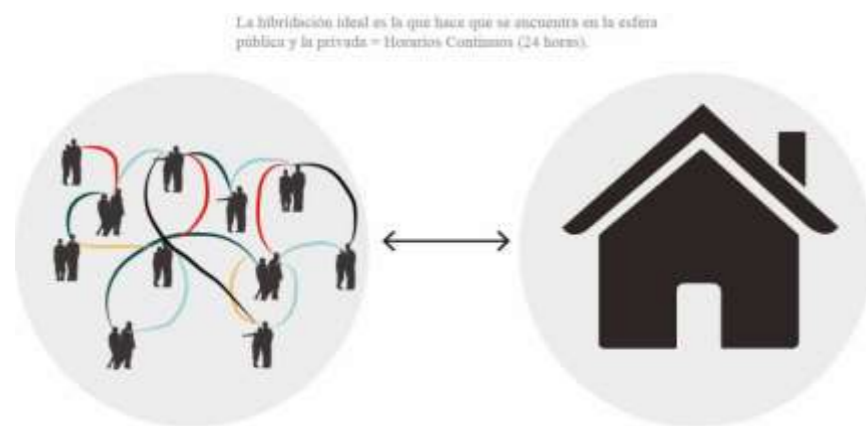 La hibridación ideal es la que hace que se encuentra en la esfera
pública y la privada = Horarios Continuos (24 horas).